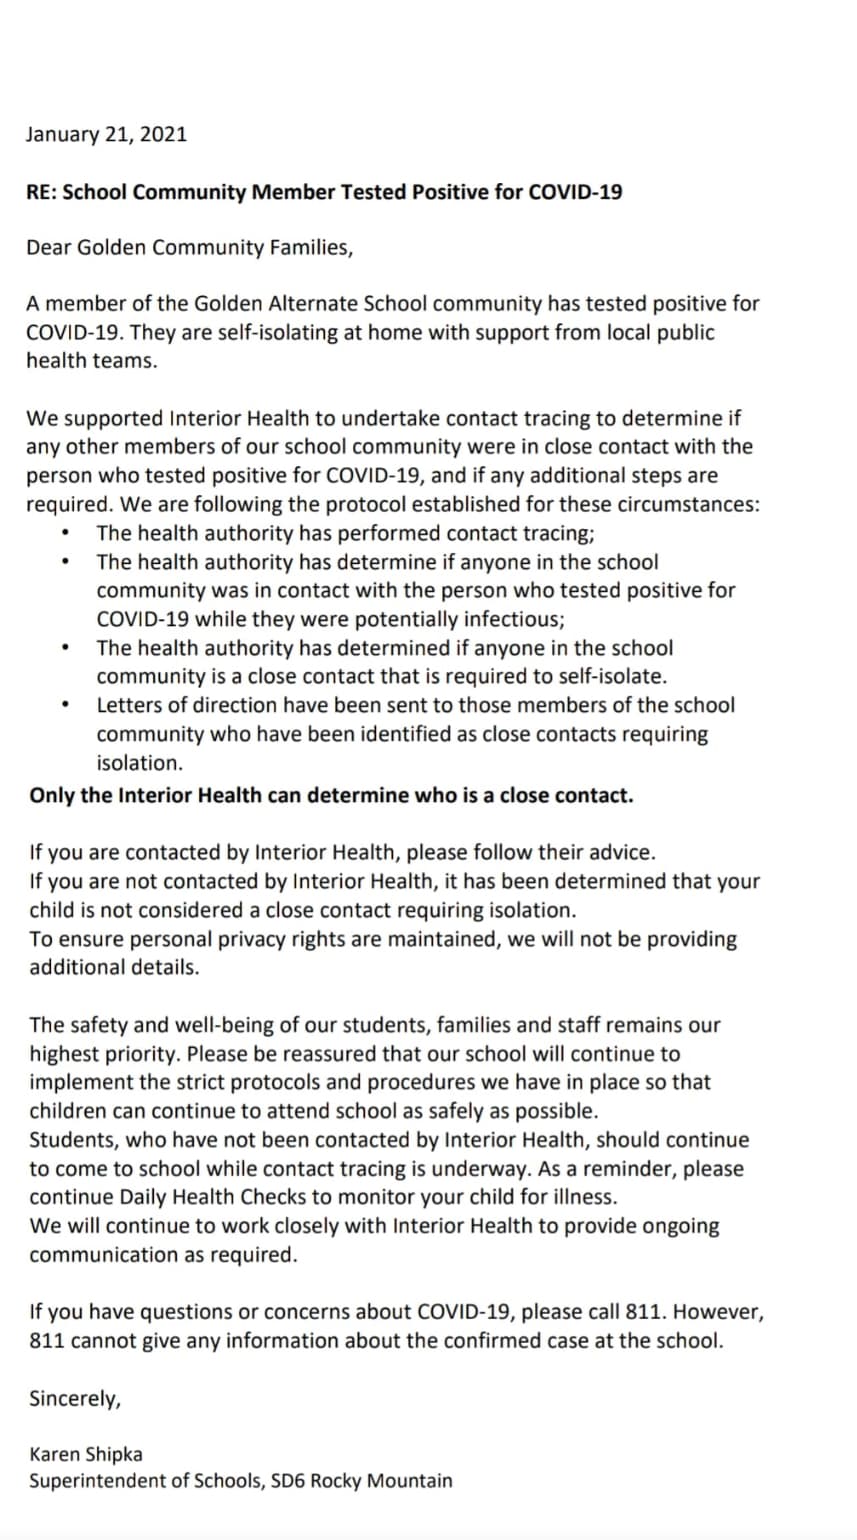 January 21, 2021
RE: School Community Member Tested Positive for COVID-19
Dear Golden Community Families,
A member of the Golden Alternate School community has tested positive for
COVID-19. They are self-isolating at home with support from local public
health teams.
We supported Interior Health to undertake contact tracing to determine if
any other members of our school community were in close contact with the
person who tested positive for COVID-19, and if any additional steps are
required. We are following the protocol established for these circumstances:
• The health authority has performed contact tracing;
• The health authority has determine if anyone in the school
community was in contact with the person who tested positive for
COVID-19 while they were potentially infectious;
• The health authority has determined if anyone in the school
community is a close contact that is required to self-isolate.
• Letters of direction have been sent to those members of the school
community who have been identified as close contacts requiring
isolation.
Only the Interior Health can determine who is a close contact.
If you are contacted by Interior Health, please follow their advice.
If you are not contacted by Interior Health, it has been determined that your
child is not considered a close contact requiring isolation.
To ensure personal privacy rights are maintained, we will not be providing
additional details.
The safety and well-being of our students, families and staff remains our
highest priority. Please be reassured that our school will continue to
implement the strict protocols and procedures we have in place so that
children can continue to attend school as safely as possible.
Students, who have not been contacted by Interior Health, should continue
to come to school while contact tracing is underway. As a reminder, please
continue Daily Health Checks to monitor your child for illness.
We will continue to work closely with Interior Health to provide ongoing
communication as required.
If you have questions or concerns about COVID-19, please call 811. However,
811 cannot give any information about the confirmed case at the school.
Sincerely,
Karen Shipka
Superintendent of Schools, SD6 Rocky Mountain